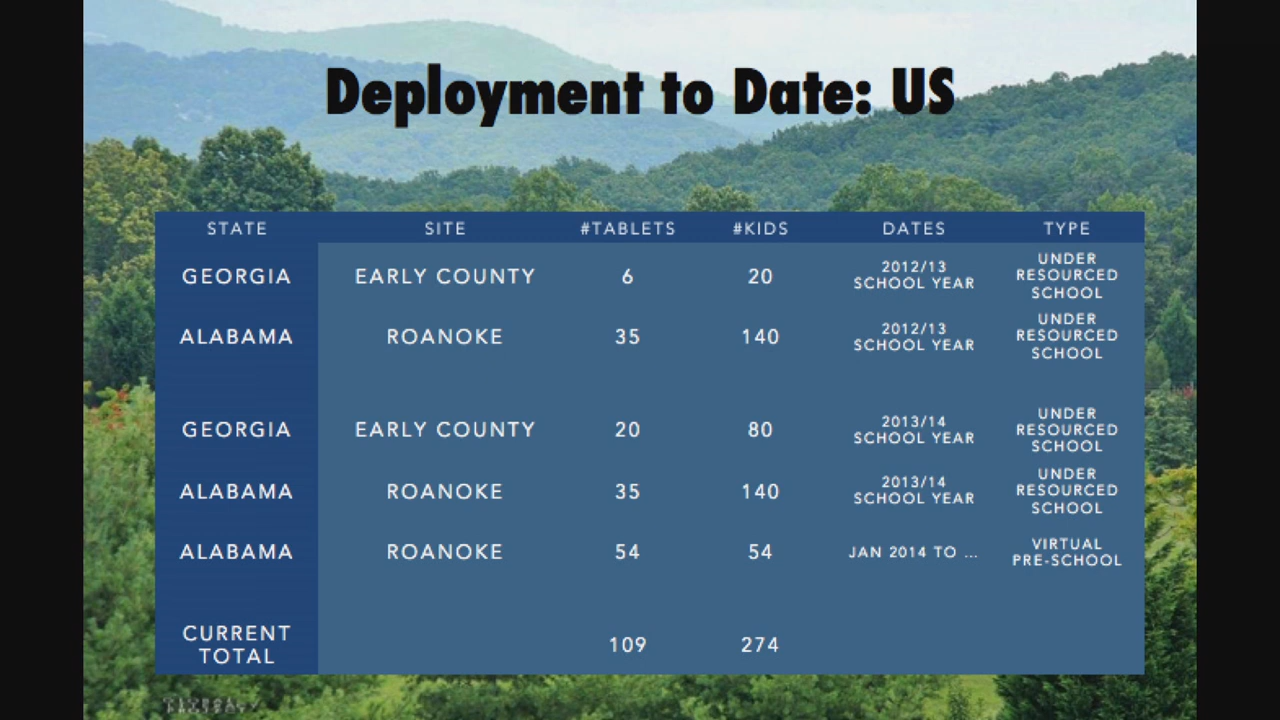 Deployment to Date: US
STATE SITE #TABLETS #KIDS DATES TYPE
GEORGIA EARLY COUNTY 6 20 2012/13 SCHOOL YEAR UNDER RESOURCED SCHOOL
ALABAMA ROANOKE 35 140 2012/13 SCHOOL YEAR UNDER RESOURCED SCHOOL
GEORGIA EARLY COUNTY 20 80 2013/14 SCHOOL YEAR UNDER RESOURCED SCHOOL
ALABAMA ROANOKE 35 140 2013/14 SCHOOL YEAR UNDER RESOURCED SCHOOL
ALABAMA ROANOKE 54 54 JAN 2014 TO ... VIRTUAL PRE-SCHOOL
CURRENT TOTAL 109 274